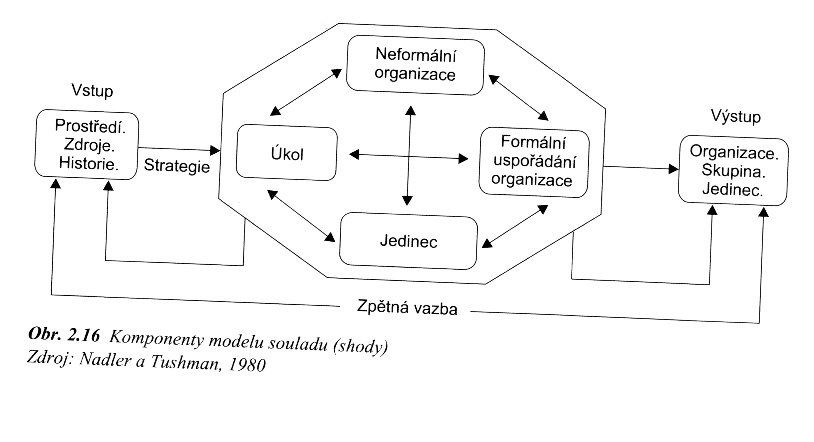 Neformální
organizace
Vstup
Výstup
Prostředí.
Zdroje.
Historie.
Strategie
Úkol
Formální
uspořádání
organizace
Organizace.
Skupina.
Jedinec.
Jedinec
Zpětná vazba
Obr. 2.16 Komponenty modelu souladu (shody)
Zdroj: Nadler a Tushman, 1980